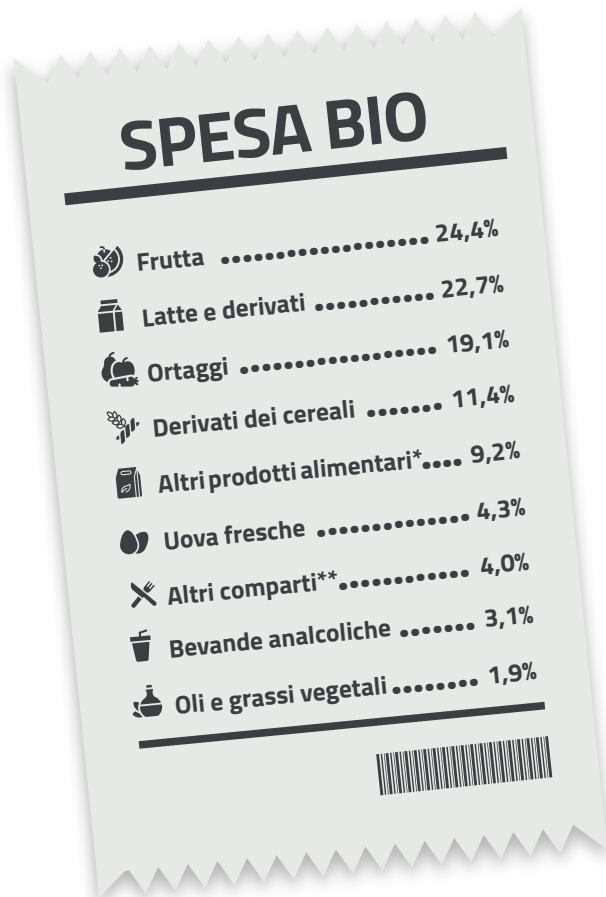 SPESA BIO
Frutta 24,4%
Latte e derivati 22,7%
Ortaggi 19,1%
Derivati dei cereali 11,4%
Altri prodotti alimentari* 9,2%
Uova fresche 4,3%
Altri comparti** 4,0%
Bevande analcoliche 3,1%
Oli e grassi vegetali 1,9%